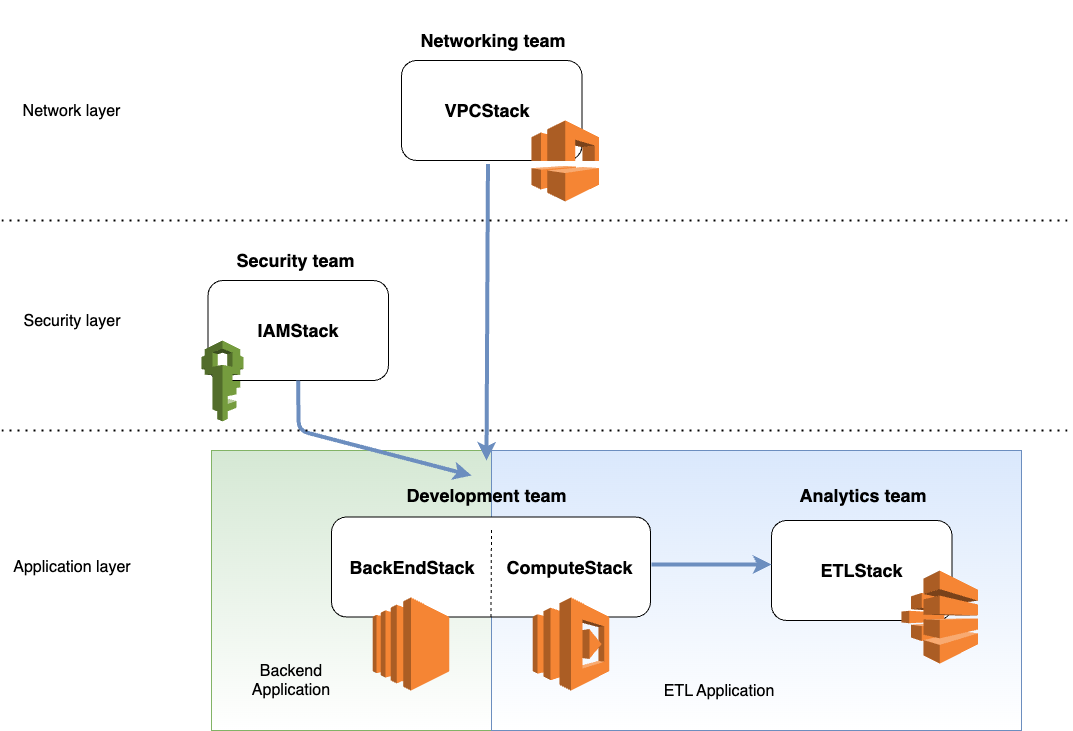 Networking team
Network layer
VPCStack
Security team
Security layer
IAMStack
Development team
Analytics team
Application layer
BackEndStack
ComputeStack
ETLStack
Backend
Application
ETL Application